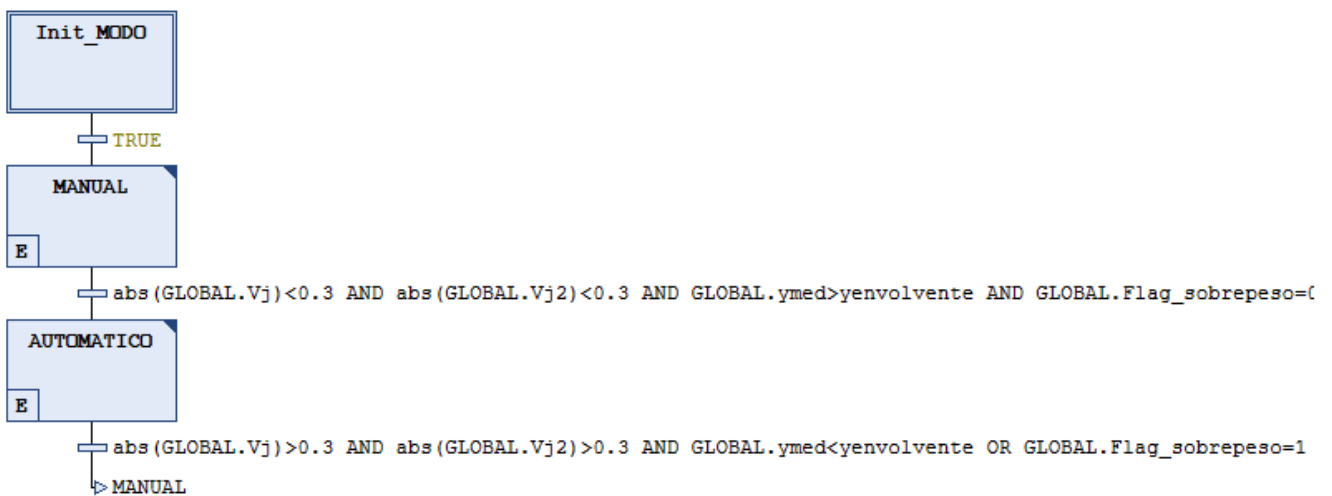 Init_MODO
TRUE
MANUAL
E
abs(GLOBAL.Vj)<0.3 AND abs(GLOBAL.Vj2)<0.3 AND GLOBAL.ymed>yenvolvente AND GLOBAL.Flag_sobrepeso=
AUTOMATICO
E
abs(GLOBAL.Vj)>0.3 AND abs(GLOBAL.Vj2)>0.3 AND GLOBAL.ymed<yenvolvente OR GLOBAL.Flag_sobrepeso=1
MANUAL